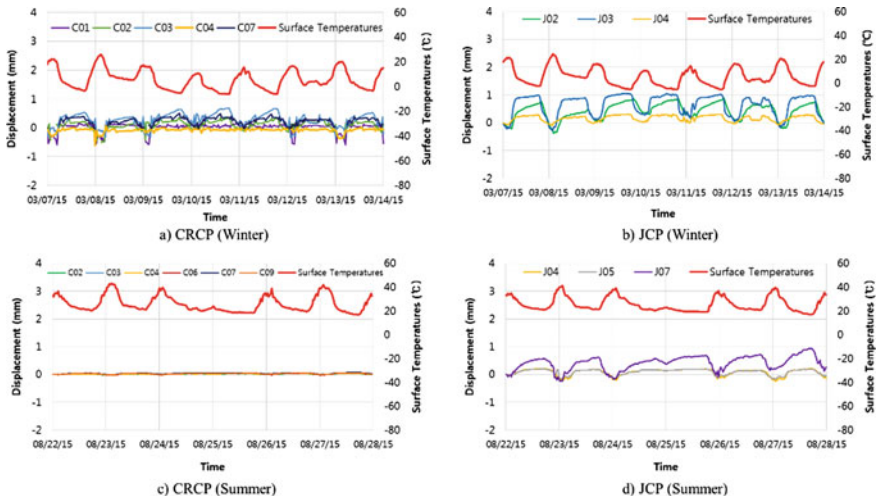 C01 C02 C03 C04 C07 Surface Temperatures
4
3
2
1
0
-1
-2
Displacement (mm)
60
40
20
0
-20
-40
-60
-80
Surface Temperatures (℃)
03/07/15 03/08/15 03/09/15 03/10/15 03/11/15 03/12/15 03/13/15 03/14/15
Time
a) CRCP (Winter)
J02 J03 J04 Surface Temperatures
4
3
2
1
0
-1
-2
Displacement (mm)
60
40
20
0
-20
-40
-60
-80
Surface Temperatures (℃)
03/07/15 03/08/15 03/09/15 03/10/15 03/11/15 03/12/15 03/13/15 03/14/15
Time
b) JCP (Winter)
C02 C03 C04 C06 C07 C09 Surface Temperatures
4
3
2
1
0
-1
-2
Displacement (mm)
60
40
20
0
-20
-40
-60
-80
Surface Temperatures (℃)
08/22/15 08/23/15 08/24/15 08/25/15 08/26/15 08/27/15 08/28/15
Time
c) CRCP (Summer)
J04 J05 J07 Surface Temperatures
4
3
2
1
0
-1
-2
Displacement (mm)
60
40
20
0
-20
-40
-60
-80
Surface Temperatures (℃)
08/22/15 08/23/15 08/24/15 08/25/15 08/26/15 08/27/15 08/28/15
Time
d) JCP (Summer)